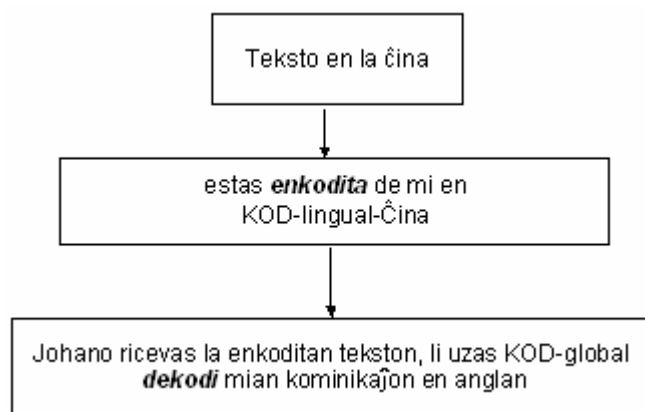 Teksto en la ĉina
estas enkodita de mi en
KOD-lingual-Ĉina
Johano ricevas la enkoditan tekston, li uzas KOD-global
dekodi mian kominikaĵon en anglan